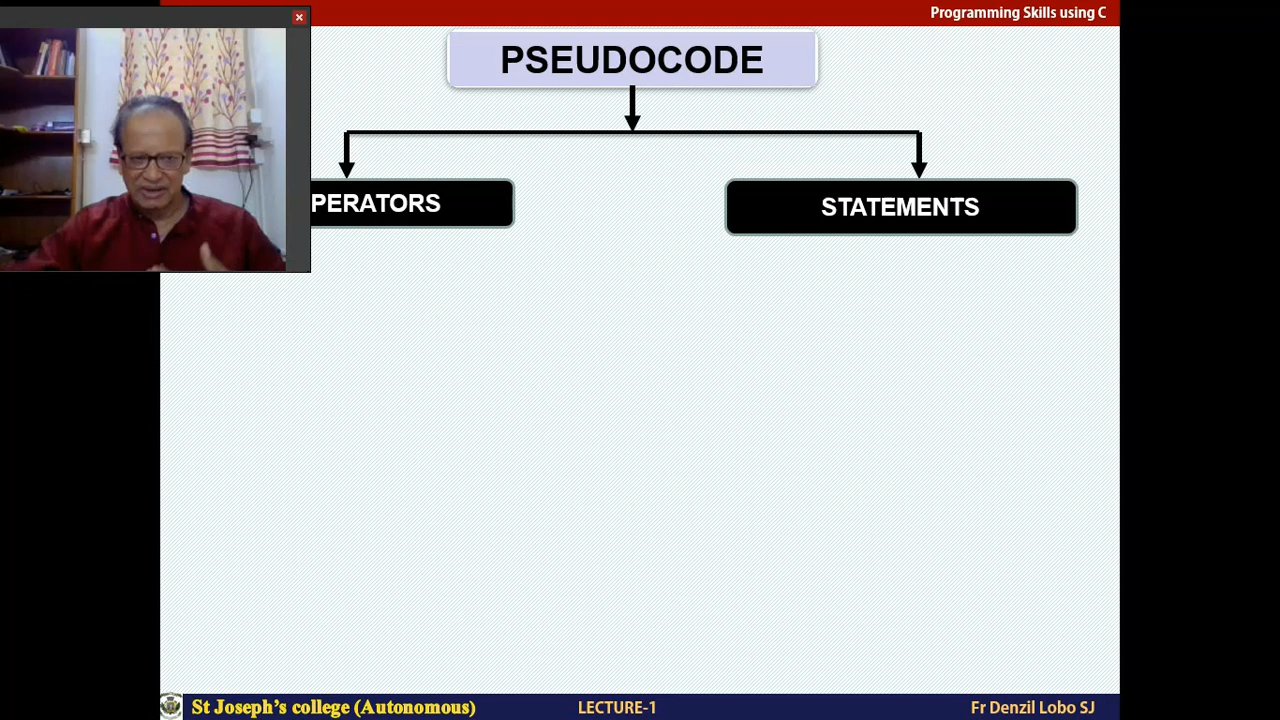 Programming Skills using C
PSEUDOCODE
PERATORS
STATEMENTS
St Joseph's college (Autonomous)
LECTURE-1
Fr Denzil Lobo SJ